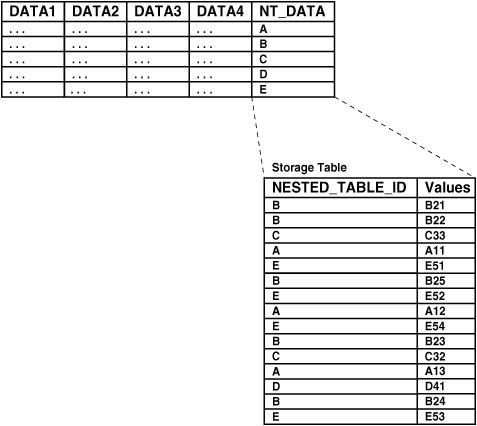 DATA1 DATA2 DATA3 DATA4 NT_DATA
... ... ... ... A
... ... ... ... B
... ... ... ... C
... ... ... ... D
... ... ... ... E
Storage Table
NESTED_TABLE_ID Values
B B21
B B22
C C33
A A11
E E51
B B25
E E52
A A12
E E54
B B23
C C32
A A13
D D41
B B24
E E53